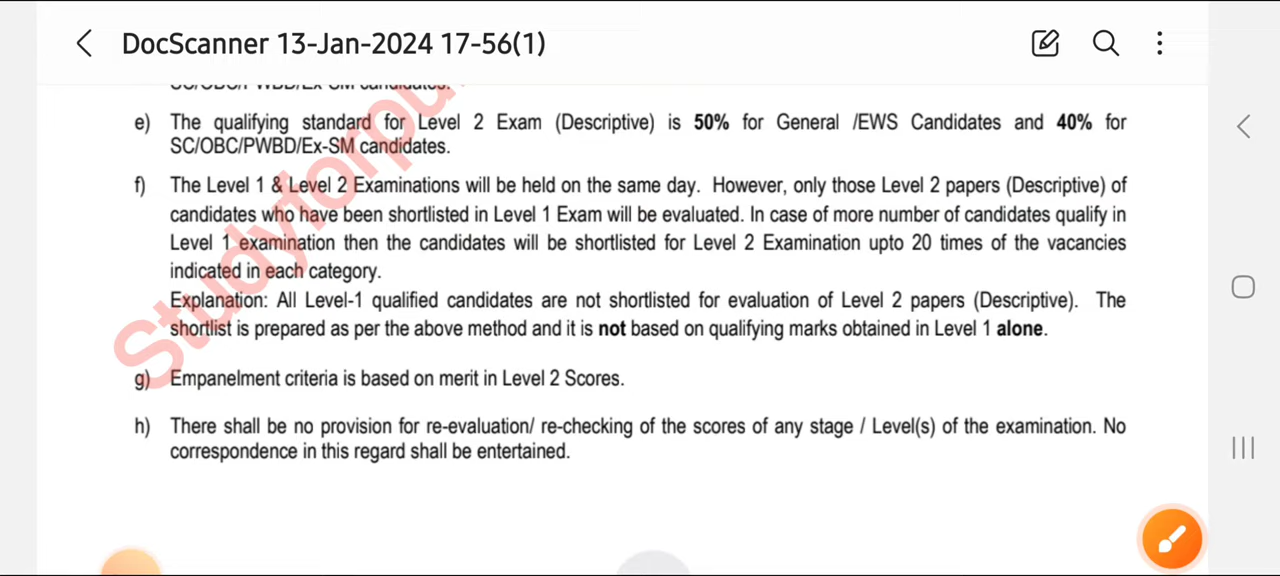 DocScanner 13-Jan-2024 17-56(1)
SC/OBC/PWBD/Ex-SM candidates.
e) The qualifying standard for Level 2 Exam (Descriptive) is 50% for General /EWS Candidates and 40% for
SC/OBC/PWBD/Ex-SM candidates.
f) The Level 1 & Level 2 Examinations will be held on the same day. However, only those Level 2 papers (Descriptive) of
candidates who have been shortlisted in Level 1 Exam will be evaluated. In case of more number of candidates qualify in
Level 1 examination then the candidates will be shortlisted for Level 2 Examination upto 20 times of the vacancies
indicated in each category.
Explanation: All Level-1 qualified candidates are not shortlisted for evaluation of Level 2 papers (Descriptive). The
shortlist is prepared as per the above method and it is not based on qualifying marks obtained in Level 1 alone.
g) Empanelment criteria is based on merit in Level 2 Scores.
h) There shall be no provision for re-evaluation/ re-checking of the scores of any stage / Level(s) of the examination. No
correspondence in this regard shall be entertained.
Studyforpu